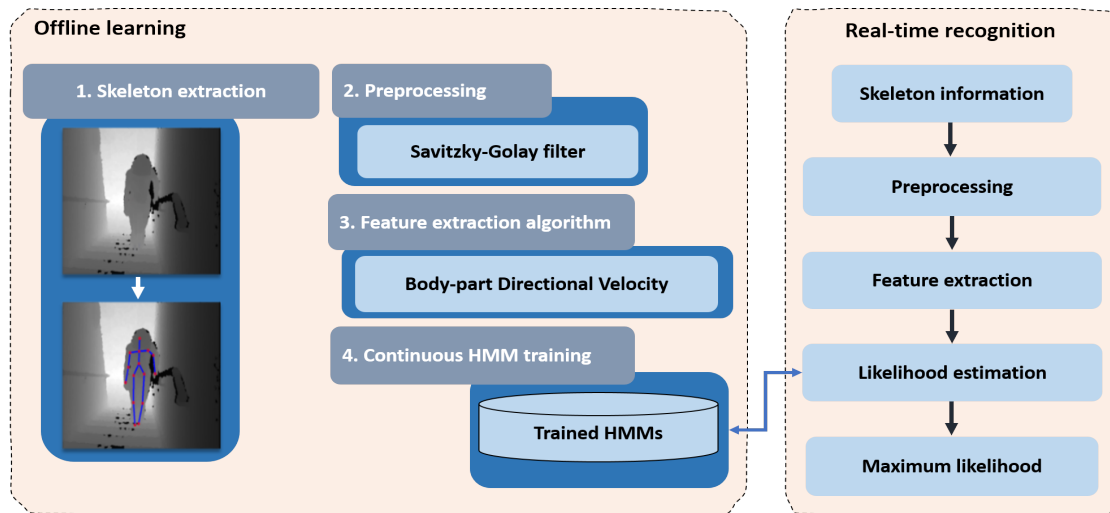 Offline learning
1. Skeleton extraction
2. Preprocessing
Savitzky-Golay filter
3. Feature extraction algorithm
Body-part Directional Velocity
4. Continuous HMM training
Trained HMMs
Real-time recognition
Skeleton information
Preprocessing
Feature extraction
Likelihood estimation
Maximum likelihood